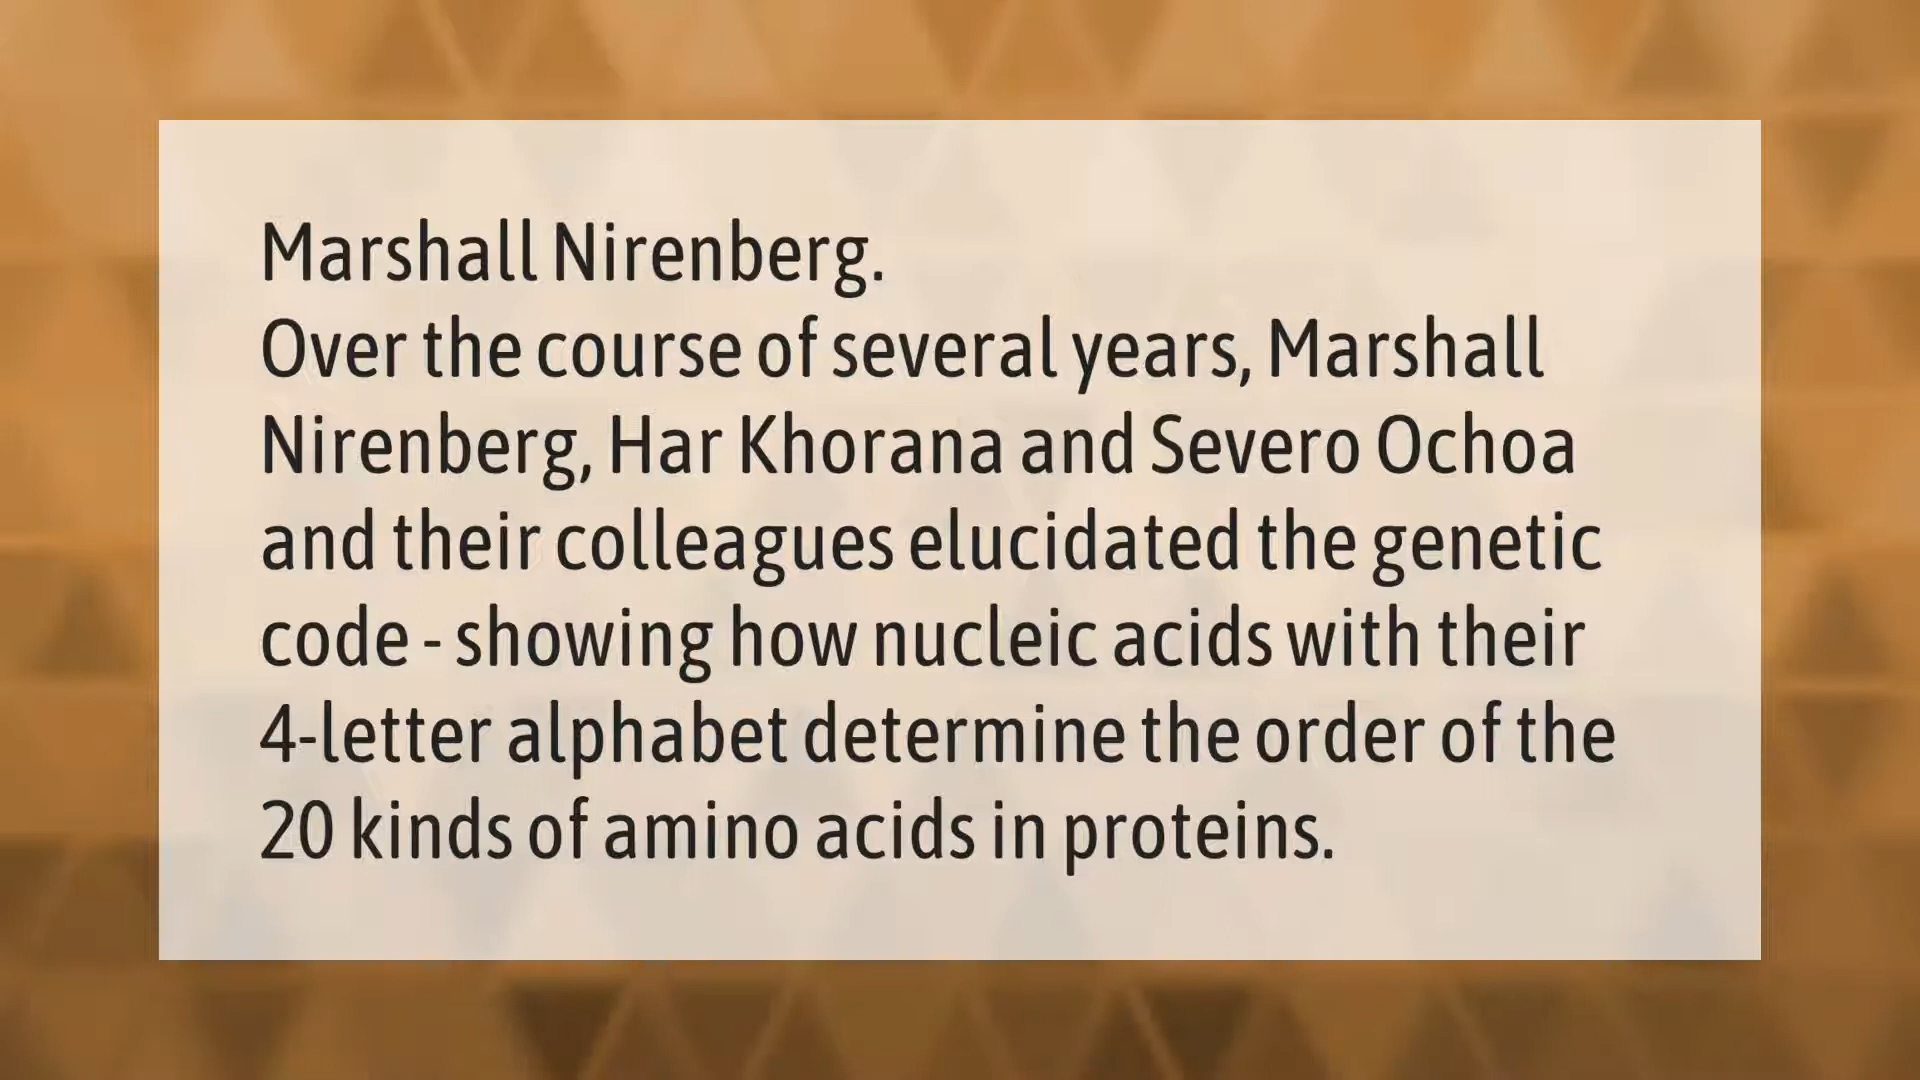 Marshall Nirenberg.
Over the course of several years, Marshall
Nirenberg, Har Khorana and Severo Ochoa
and their colleagues elucidated the genetic
code - showing how nucleic acids with their
4-letter alphabet determine the order of the
20 kinds of amino acids in proteins.